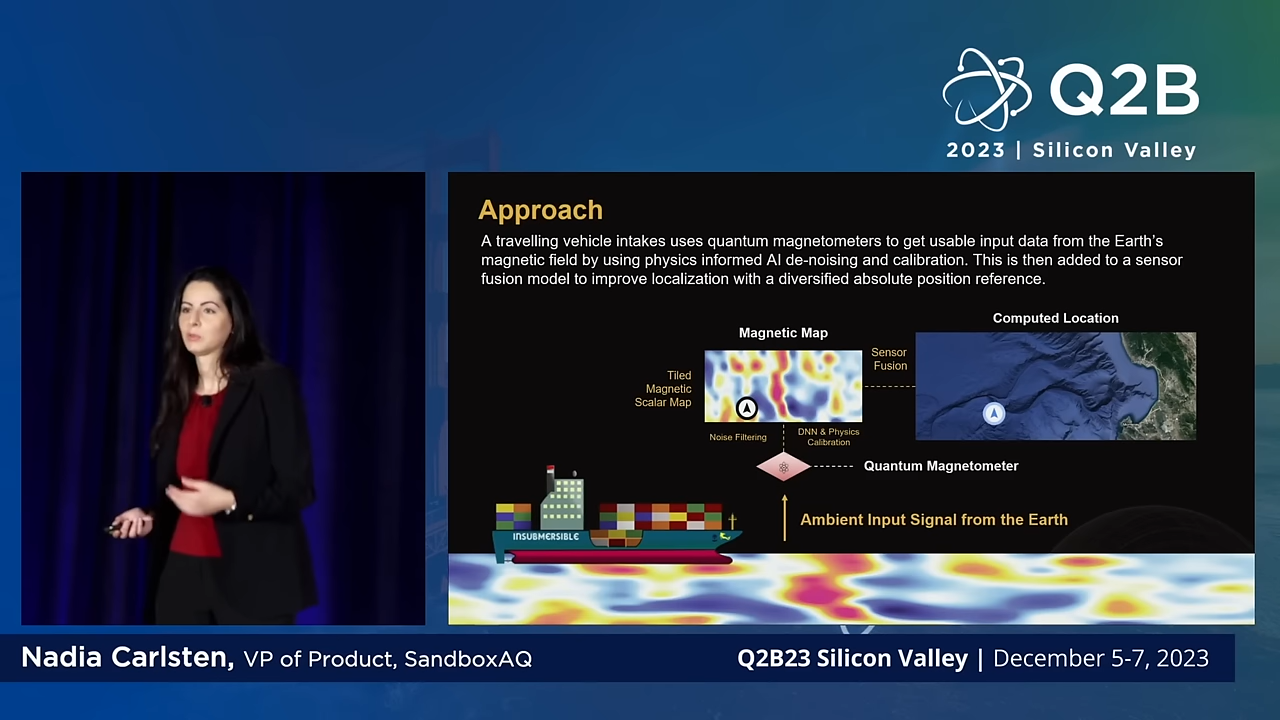 Q2B
2023 | Silicon Valley
Approach
A travelling vehicle intakes uses quantum magnetometers to get usable input data from the Earth's
magnetic field by using physics informed AI de-noising and calibration. This is then added to a sensor
fusion model to improve localization with a diversified absolute position reference.
Magnetic Map
Computed Location
Tiled
Magnetic
Scalar Map
Sensor
Fusion
Noise Filtering
DNN & Physics
Calibration
Quantum Magnetometer
Ambient Input Signal from the Earth
INSUBMERSIBLE
Nadia Carlsten, VP of Product, SandboxAQ
Q2B23 Silicon Valley | December 5-7, 2023